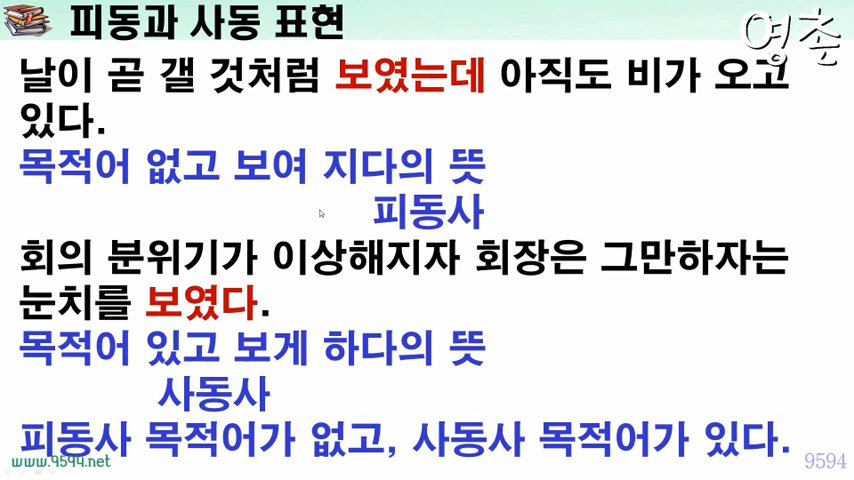 피동과 사동 표현
영촌
날이 곧 갤 것처럼 보였는데 아직도 비가 오고
있다.
목적어 없고 보여 지다의 뜻
피동사
회의 분위기가 이상해지자 회장은 그만하자는
눈치를 보였다.
목적어 있고 보게 하다의 뜻
사동사
피동사 목적어가 없고, 사동사 목적어가 있다.
www.9594.net
9594